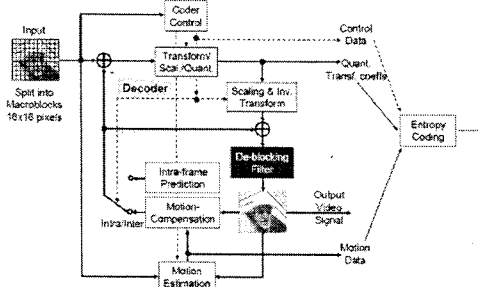 Coder
Control
Input
Control
Data
Transform/
Scal./Quant.
Quant.
Transf. coeffs
Decoder
Split into
Macroblocks
16x16 pixels
Scaling & Inv.
Transform
Entropy
Coding
De-blocking
Filter
Intra-frame
Prediction
Output
Video
Signal
Motion-
Compensation
Intra/Inter
Motion
Data
Motion
Estimation